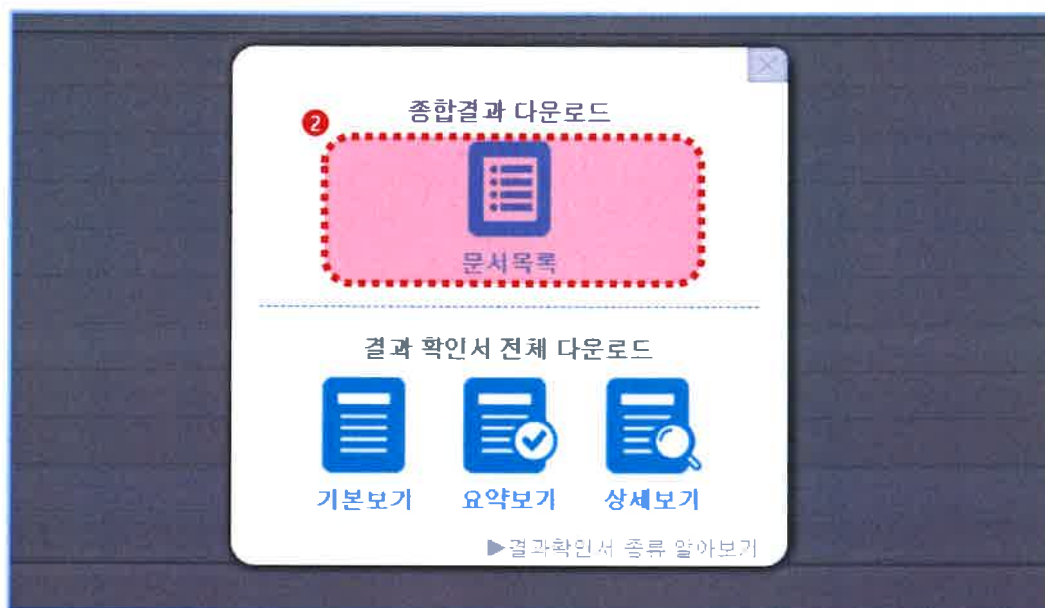 종합결과 다운로드
2
문서목록
결과 확인서 전체 다운로드
기본보기 요약보기 상세보기
▶결과확인서 종류 알아보기